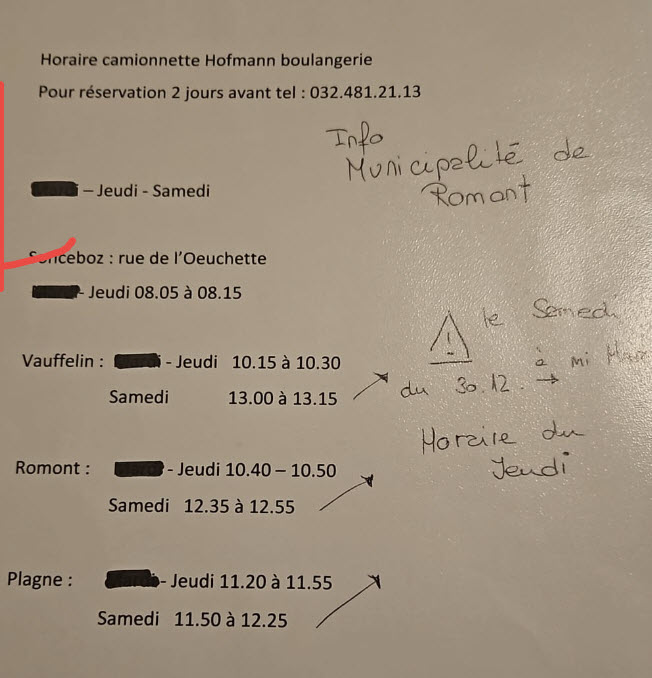 Horaire camionnette Hofmann boulangerie
Pour réservation 2 jours avant tel : 032.481.21.13
Info
Municipalité de
Romont
– Jeudi - Samedi
Sonceboz : rue de l'Oeuchette
- Jeudi 08.05 à 08.15
Vauffelin : - Jeudi 10.15 à 10.30
Samedi 13.00 à 13.15
le Samedi
du 30.12. → à mi
Horaire du
Jeudi
Romont : - Jeudi 10.40 – 10.50
Samedi 12.35 à 12.55
Plagne : - Jeudi 11.20 à 11.55
Samedi 11.50 à 12.25